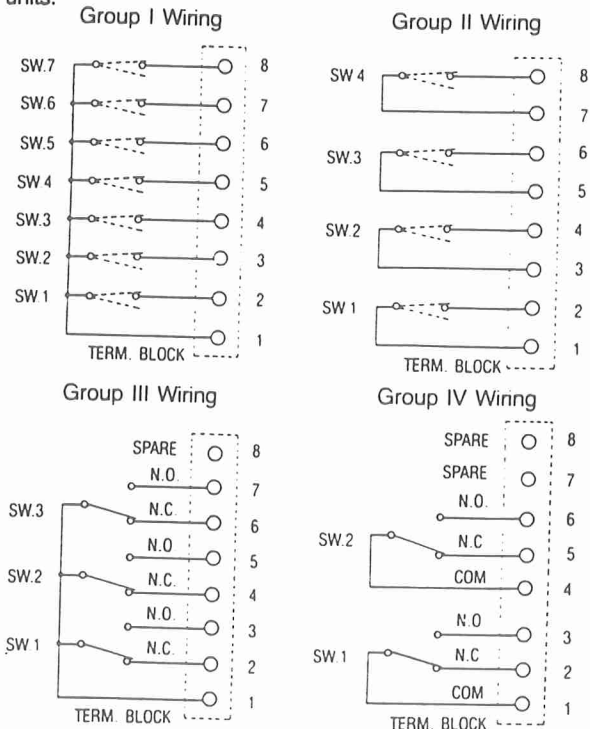 units.
Group I Wiring
SW.7 8
SW.6 7
SW.5 6
SW 4 5
SW.3 4
SW.2 3
SW.1 2
1
TERM. BLOCK
Group II Wiring
SW 4 8
7
SW.3 6
5
SW.2 4
3
SW 1 2
1
TERM. BLOCK
Group III Wiring
SPARE 8
N.O. 7
SW.3 N.C. 6
N.O 5
SW.2 N.C. 4
N.O. 3
SW.1 N.C. 2
1
TERM. BLOCK
Group IV Wiring
SPARE 8
SPARE 7
N.O. 6
SW.2 N.C 5
COM 4
N.O 3
SW.1 N.C 2
COM 1
TERM. BLOCK